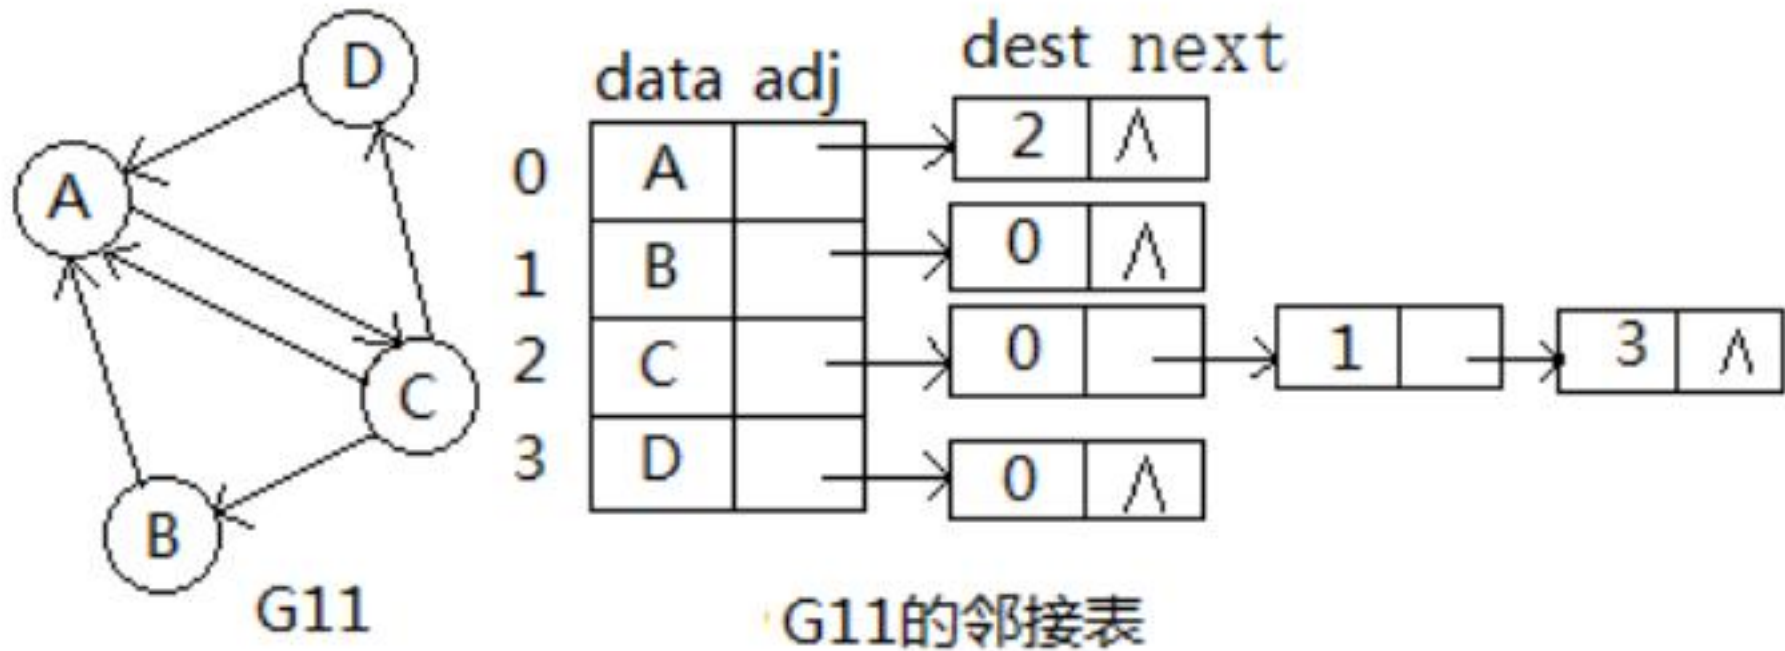 D
A
C
B
G11
data adj
dest next
0 A 2 ∧
1 B 0 ∧
2 C 0 1 3 ∧
3 D 0 ∧
G11的邻接表